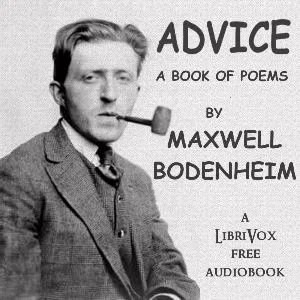 ADVICE
A BOOK OF POEMS
BY
MAXWELL
BODENHEIM
A
LIBRIVOX
FREE
AUDIOBOOK